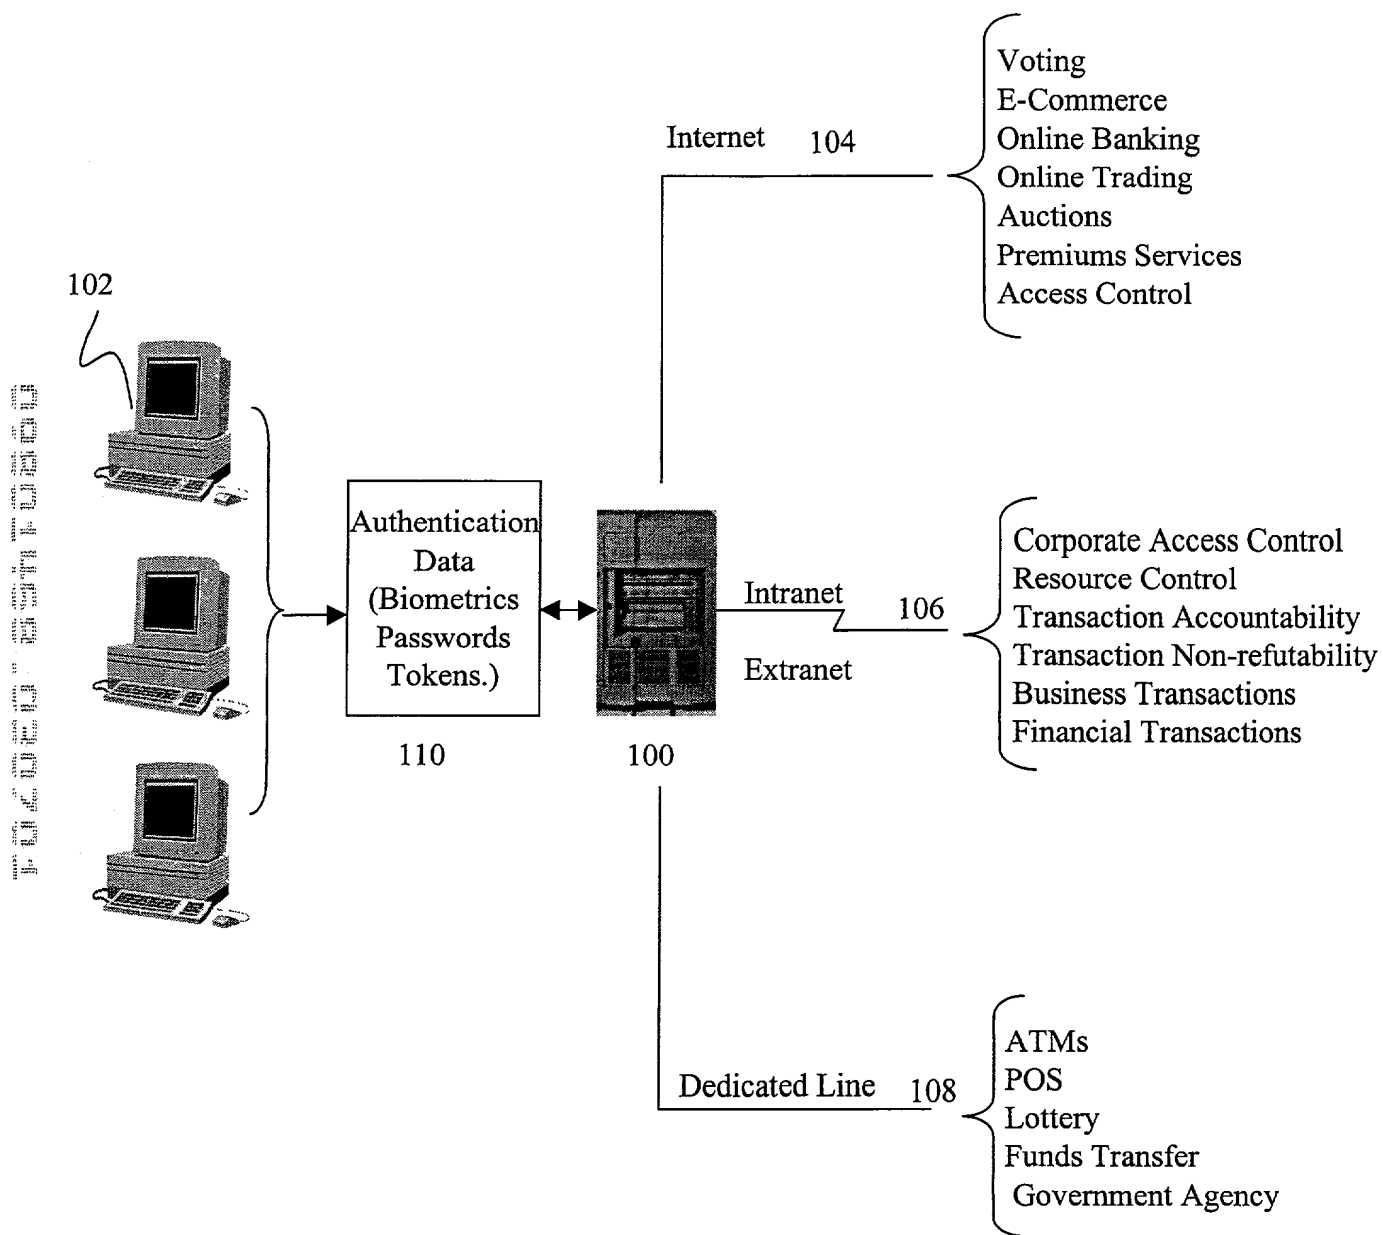 Voting
E-Commerce
Online Banking
Online Trading
Auctions
Premiums Services
Access Control
Internet 104
102
Authentication
Data
(Biometrics
Passwords
Tokens.)
110
100
Intranet
Extranet
106
Corporate Access Control
Resource Control
Transaction Accountability
Transaction Non-refutability
Business Transactions
Financial Transactions
Dedicated Line 108
ATMs
POS
Lottery
Funds Transfer
Government Agency